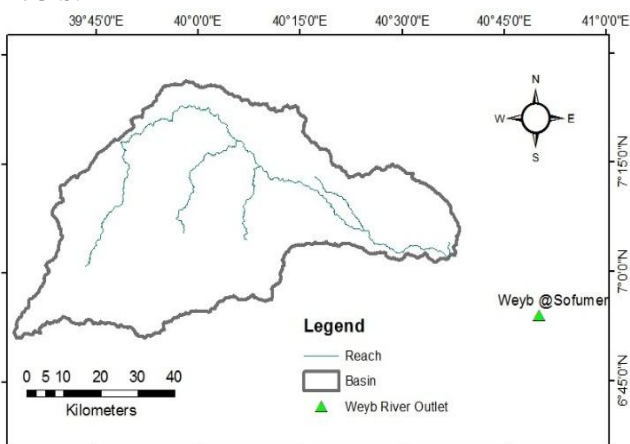 39°45'0"E 40°0'0"E 40°15'0"E 40°30'0"E 40°45'0"E 41°0'0"E
N
W E
S
7°15'0"N
7°0'0"N
Weyb @Sofumer
6°45'0"N
Legend
Reach
Basin
Weyb River Outlet
0 5 10 20 30 40
Kilometers